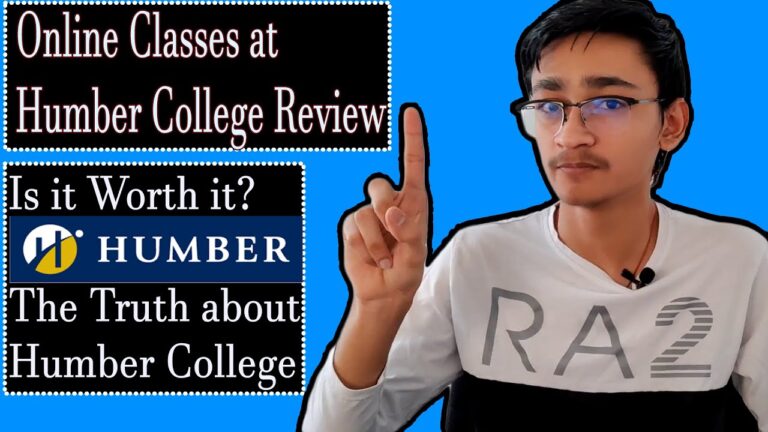 Online Classes at
Humber College Review
Is it Worth it?
HUMBER
The Truth about
Humber College
RA2